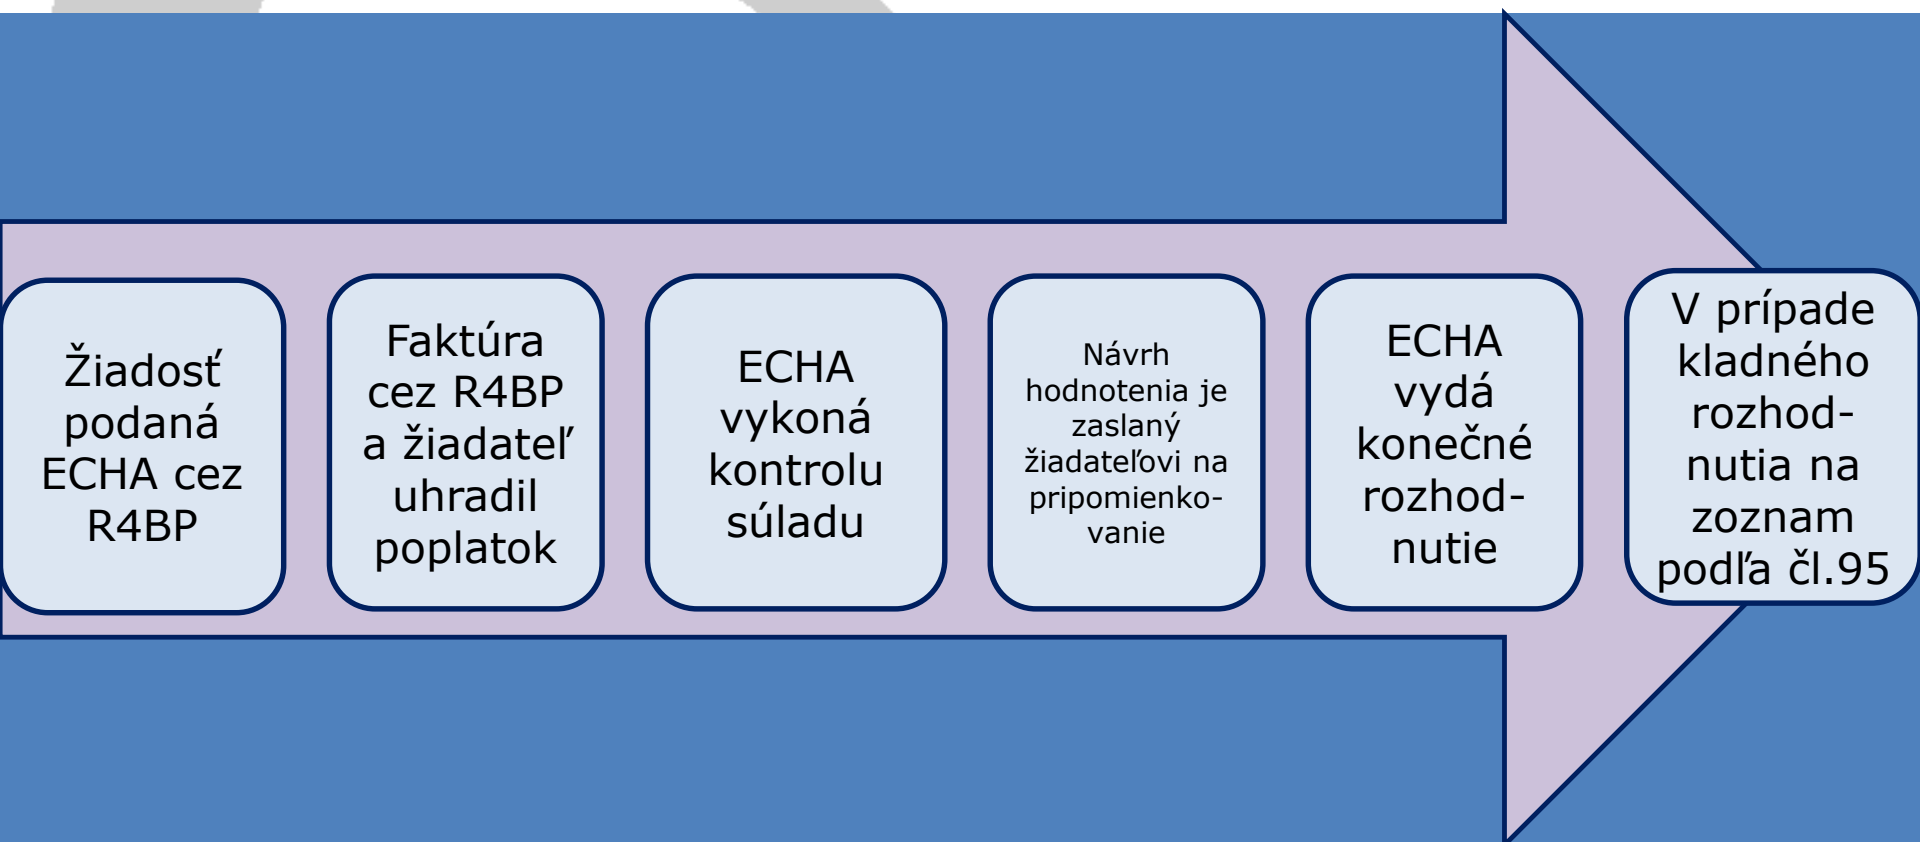 Žiadosť
podaná
ECHA cez
R4BP
Faktúra
cez R4BP
a žiadateľ
uhradil
poplatok
ECHA
vykoná
kontrolu
súladu
Návrh
hodnotenia je
zaslaný
žiadateľovi na
pripomienko-
vanie
ECHA
vydá
konečné
rozhod-
nutie
V prípade
kladného
rozhod-
nutia na
zoznam
podľa čl.95